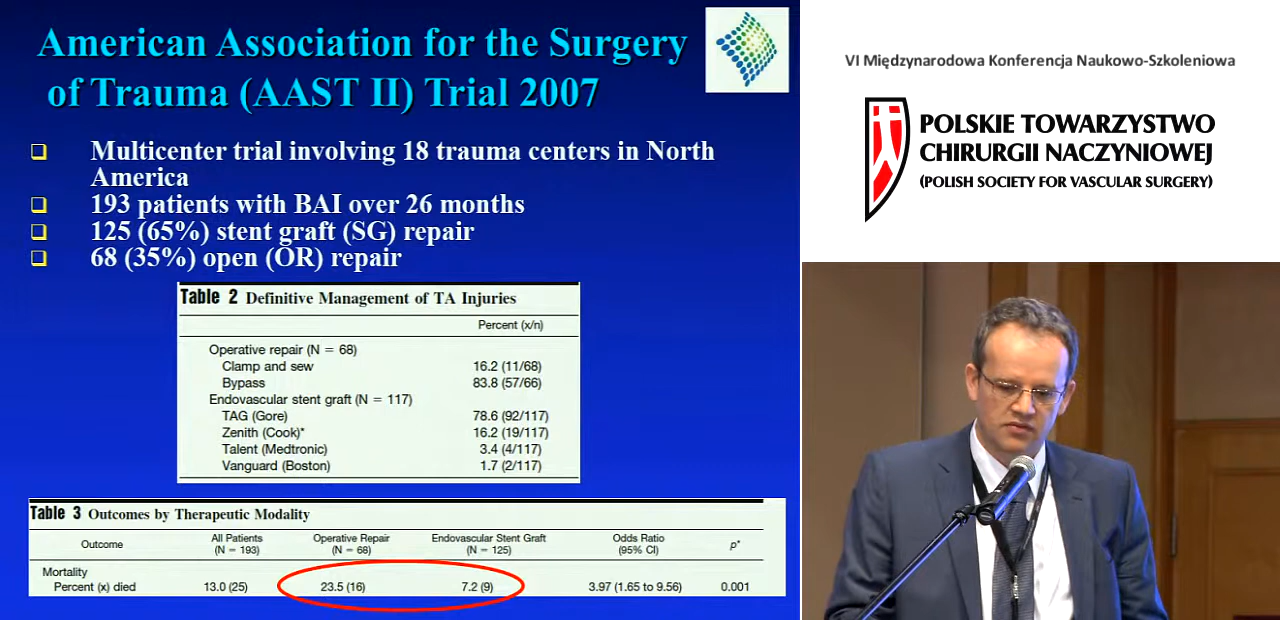 American Association for the Surgery
of Trauma (AAST II) Trial 2007
Multicenter trial involving 18 trauma centers in North
America
193 patients with BAI over 26 months
125 (65%) stent graft (SG) repair
68 (35%) open (OR) repair
Table 2 Definitive Management of TA Injuries
Percent (x/n)
Operative repair (N = 68)
Clamp and sew 16.2 (11/68)
Bypass 83.8 (57/66)
Endovascular stent graft (N = 117)
TAG (Gore) 78.6 (92/117)
Zenith (Cook)* 16.2 (19/117)
Talent (Medtronic) 3.4 (4/117)
Vanguard (Boston) 1.7 (2/117)
Table 3 Outcomes by Therapeutic Modality
Outcome All Patients (N = 193) Operative Repair (N = 68) Endovascular Stent Graft (N = 125) Odds Ratio (95% CI) p*
Mortality
Percent (x) died 13.0 (25) 23.5 (16) 7.2 (9) 3.97 (1.65 to 9.56) 0.001
VI Międzynarodowa Konferencja Naukowo-Szkoleniowa
POLSKIE TOWARZYSTWO
CHIRURGII NACZYNIOWEJ
(POLISH SOCIETY FOR VASCULAR SURGERY)